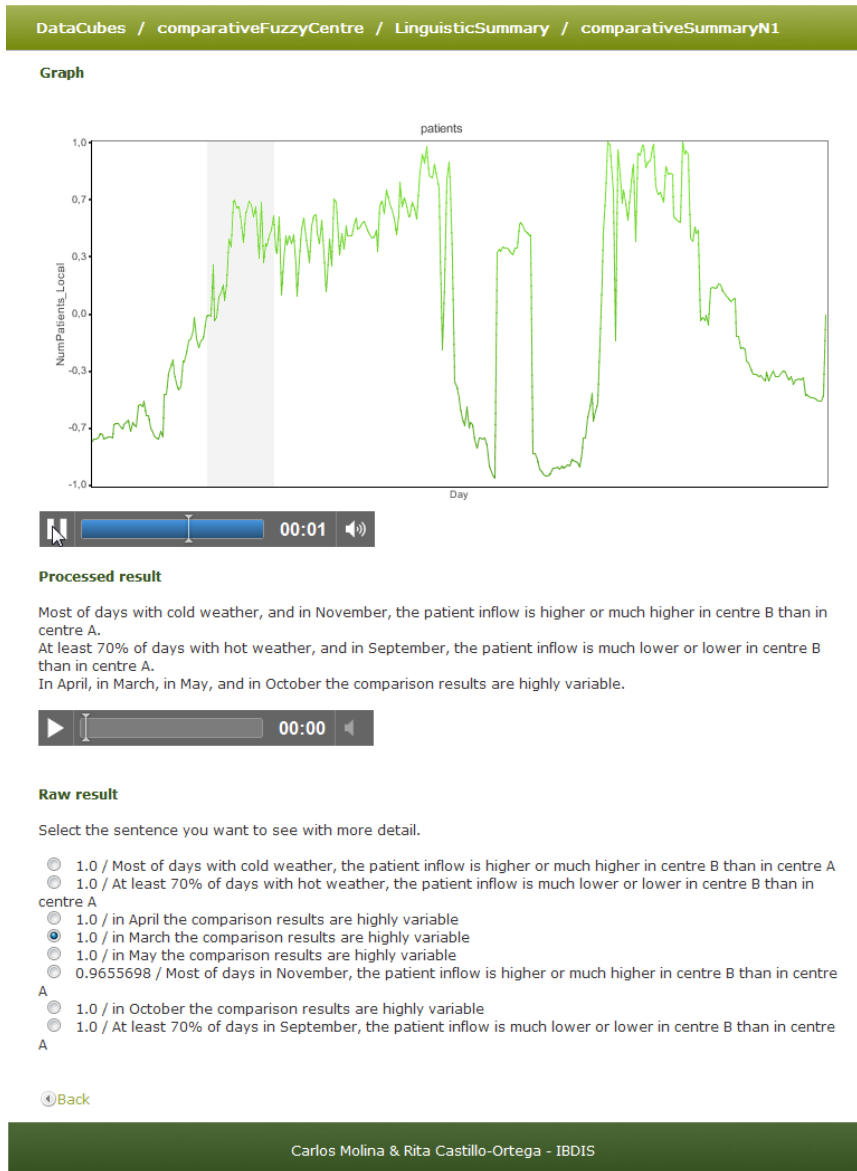 DataCubes / comparativeFuzzyCentre / LinguisticSummary / comparativeSummaryN1
Graph
patients
1,0
0,7
0,3
0,0
-0,3
-0,7
-1,0
NumPatients_Local
Day
00:01
Processed result
Most of days with cold weather, and in November, the patient inflow is higher or much higher in centre B than in
centre A.
At least 70% of days with hot weather, and in September, the patient inflow is much lower or lower in centre B
than in centre A.
In April, in March, in May, and in October the comparison results are highly variable.
00:00
Raw result
Select the sentence you want to see with more detail.
1.0 / Most of days with cold weather, the patient inflow is higher or much higher in centre B than in centre A
1.0 / At least 70% of days with hot weather, the patient inflow is much lower or lower in centre B than in
centre A
1.0 / in April the comparison results are highly variable
1.0 / in March the comparison results are highly variable
1.0 / in May the comparison results are highly variable
0.9655698 / Most of days in November, the patient inflow is higher or much higher in centre B than in centre
A
1.0 / in October the comparison results are highly variable
1.0 / At least 70% of days in September, the patient inflow is much lower or lower in centre B than in centre
A
Back
Carlos Molina & Rita Castillo-Ortega - IBDIS